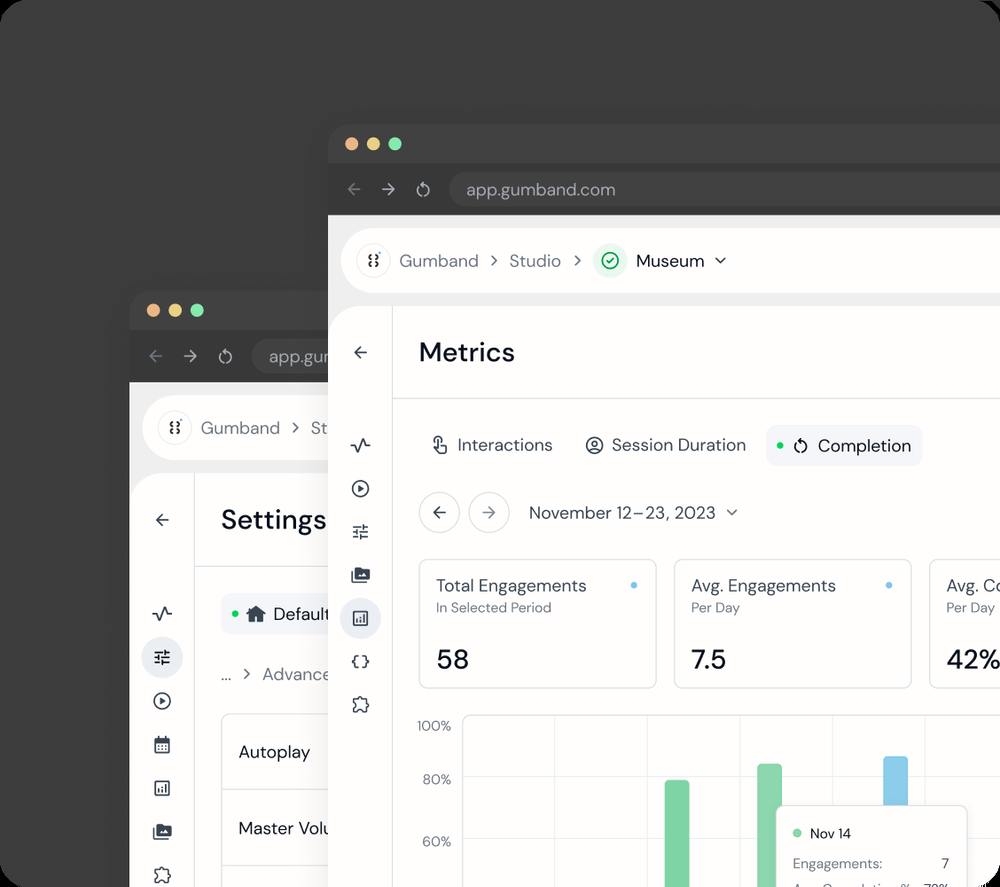 app.gumband.com
Gumband > Studio > Museum
Metrics
Interactions Session Duration Completion
November 12–23, 2023
Total Engagements
In Selected Period
58
Avg. Engagements
Per Day
7.5
Avg. Co
Per Day
42%
100%
80%
60%
Nov 14
Engagements: 7
app.gum
Gumband > St
Settings
Default
... > Advance
Autoplay
Master Volu